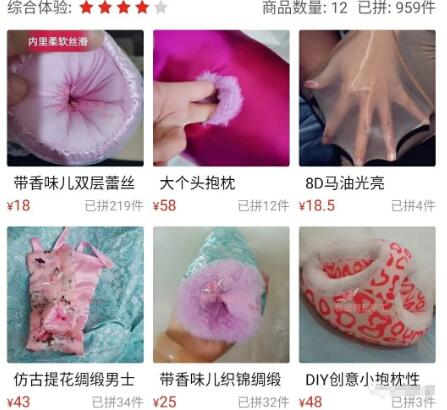 综合体验: 商品数量: 12 已拼: 959件
内里柔软丝滑
带香味儿双层蕾丝 大个头抱枕 8D马油光亮
¥18 已拼219件 ¥58 已拼12件 ¥18.5 已拼4件
仿古提花绸缎男士 带香味儿织锦绸缎 DIY创意小抱枕性
¥43 已拼34件 ¥25 已拼32件 ¥48 已拼3件